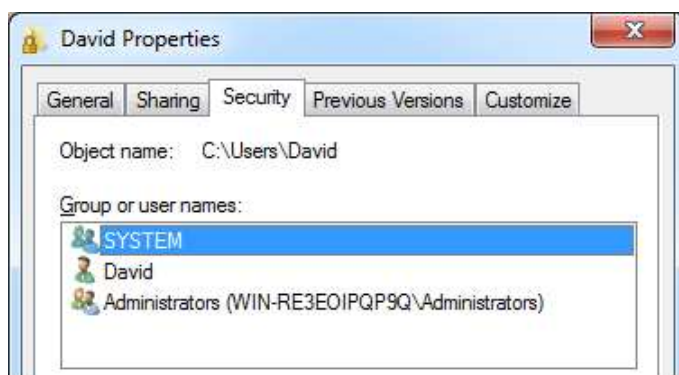 David Properties
General Sharing Security Previous Versions Customize
Object name: C:\Users\David
Group or user names:
SYSTEM
David
Administrators (WIN-RE3EOIPQP9Q\Administrators)